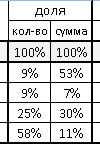 доля
кол-во сумма
100% 100%
9% 53%
9% 7%
25% 30%
58% 11%